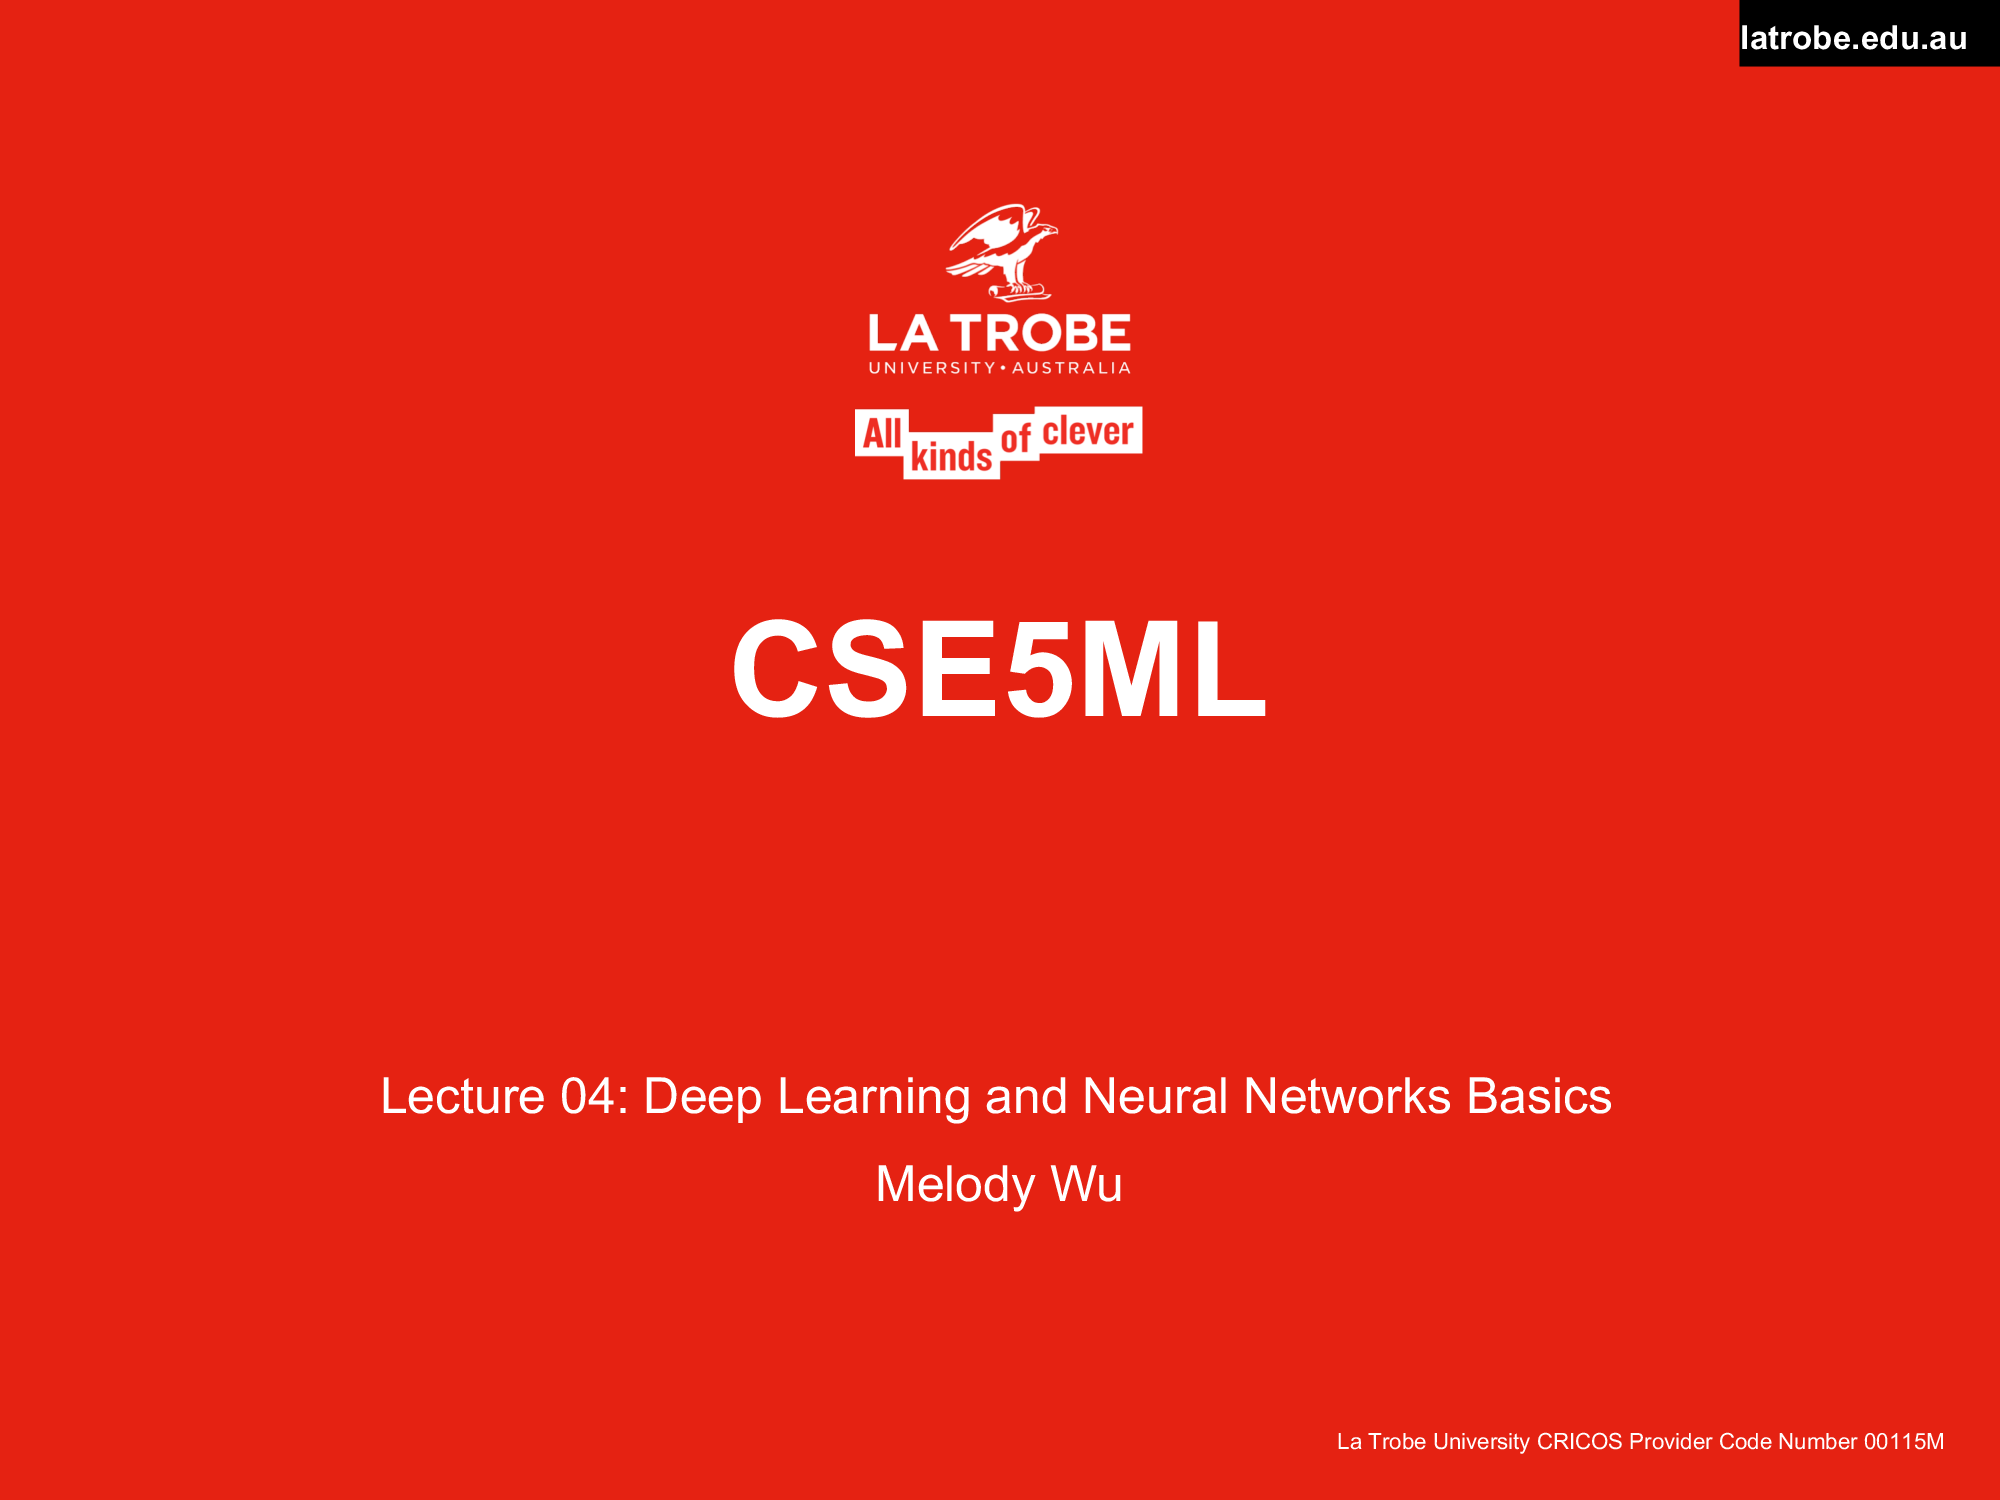 latrobe.edu.au
LA TROBE
UNIVERSITY • AUSTRALIA
All kinds of clever
CSE5ML
Lecture 04: Deep Learning and Neural Networks Basics
Melody Wu
La Trobe University CRICOS Provider Code Number 00115M